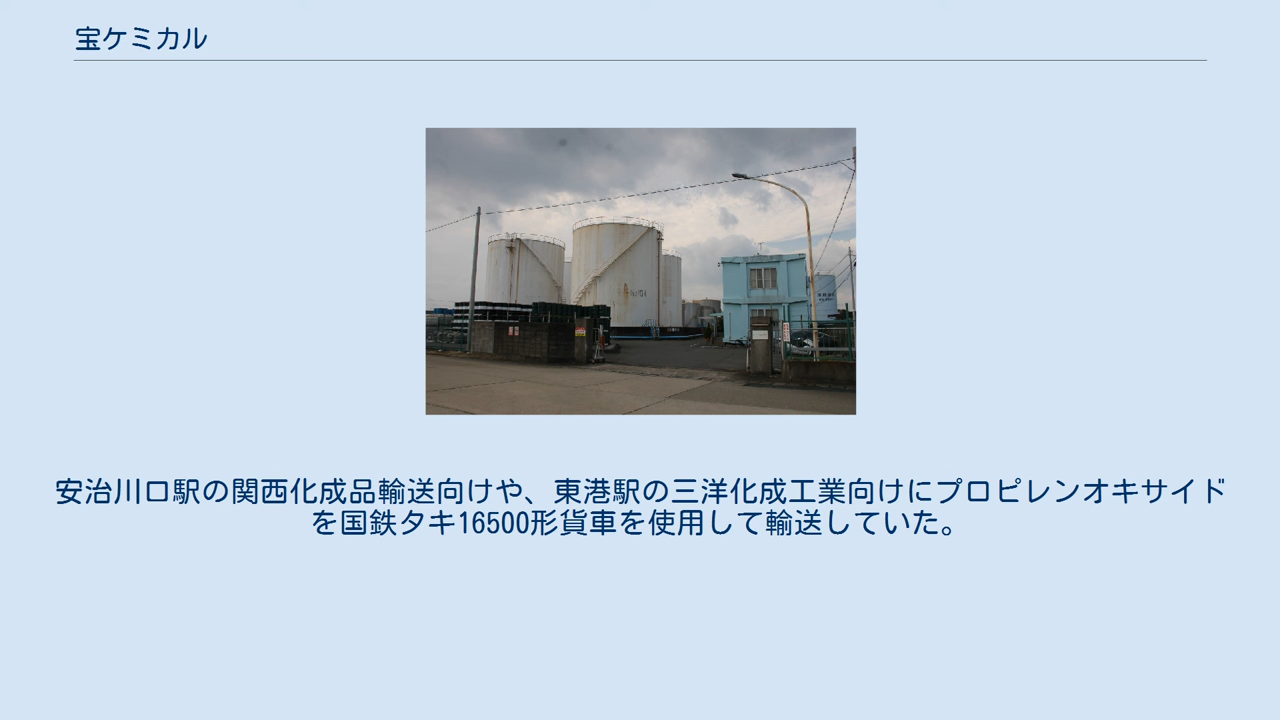 宝ケミカル
安治川口駅の関西化成品輸送向けや、東港駅の三洋化成工業向けにプロピレンオキサイド
を国鉄タキ16500形貨車を使用して輸送していた。